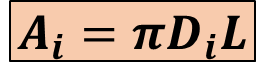 A_i = πD_iL